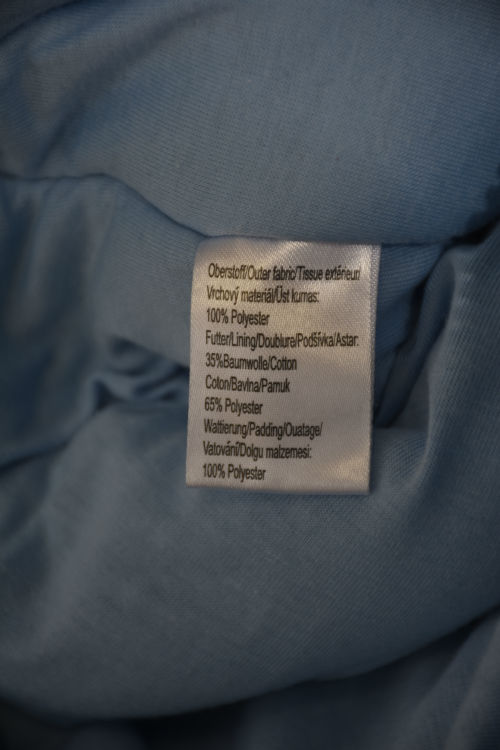 Oberstoff/Outer fabric/Tissue extérieur/
Vrchový materiál/Üst kumas:
100% Polyester
Futter/Lining/Doublure/Podšívka/Astar:
35%Baumwolle/Cotton
Coton/Bavlna/Pamuk
65% Polyester
Wattierung/Padding/Ouatage/
Vatování/Dolgu malzemesi:
100% Polyester